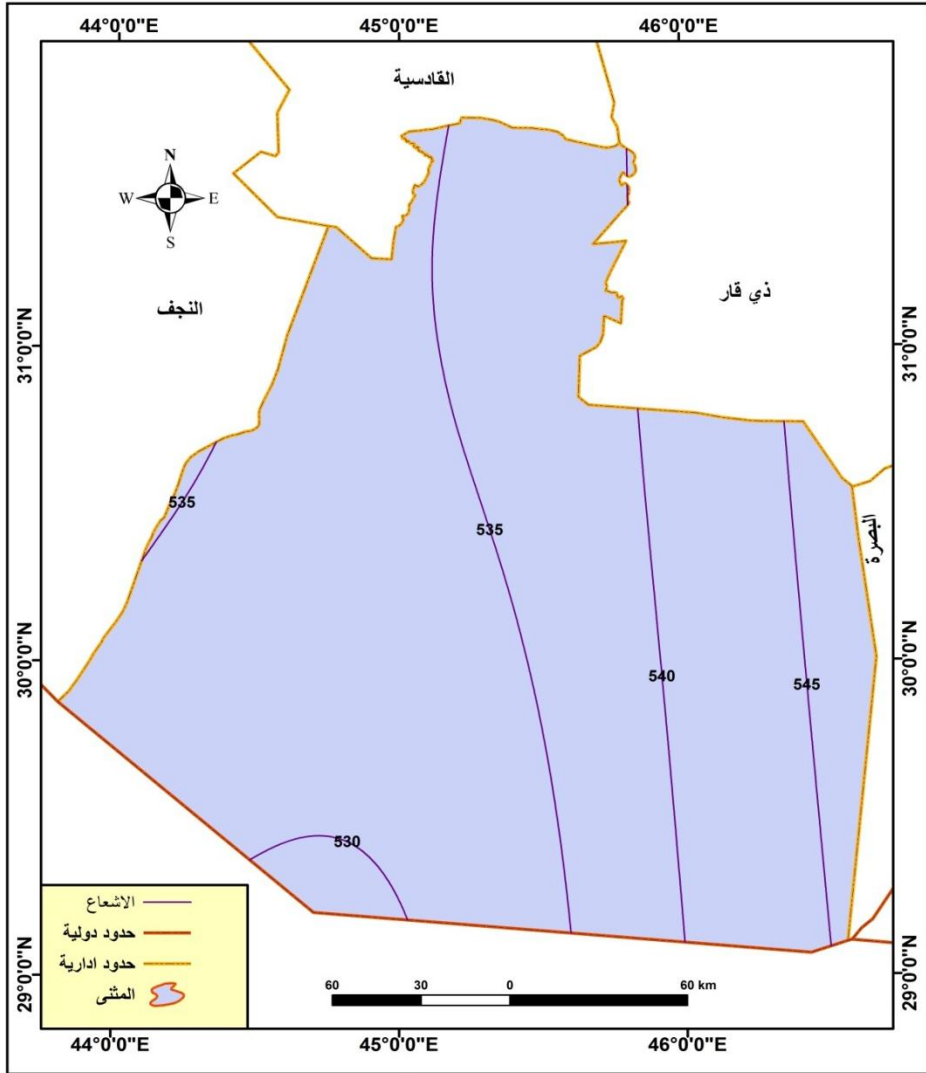 44°0'0"E 45°0'0"E 46°0'0"E
القادسية
N
W E
S
ذي قار
النجف
31°0'0"N 31°0'0"N
535
البصرة
535
30°0'0"N 30°0'0"N
540
545
530
الاشعاع
حدود دولية
حدود ادارية
المثنى
29°0'0"N 29°0'0"N
60 30 0 60 km
44°0'0"E 45°0'0"E 46°0'0"E